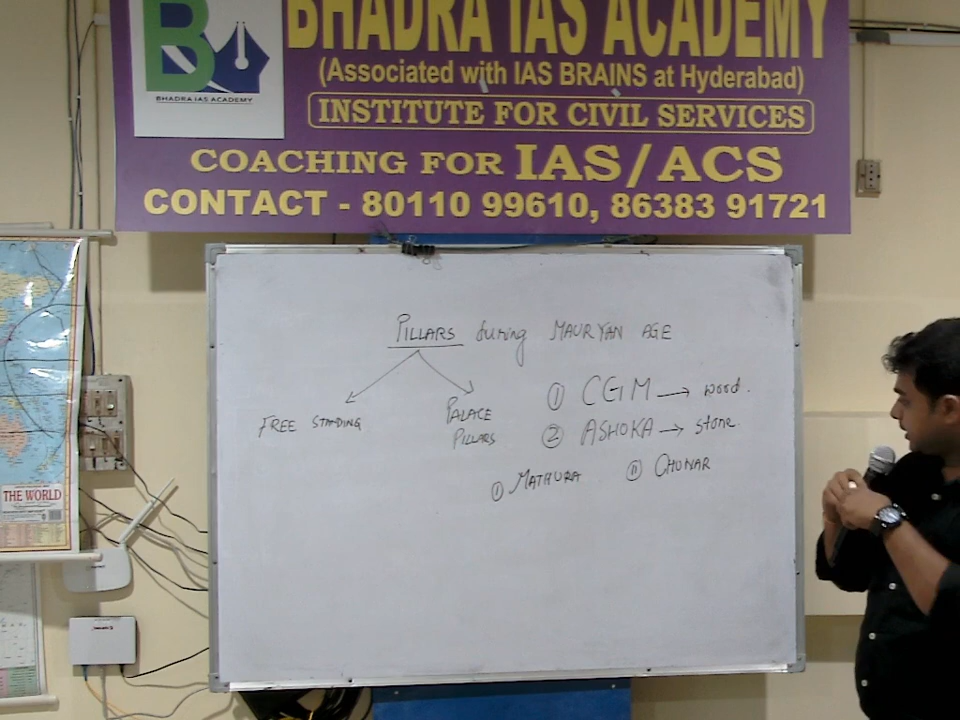 BHADRA IAS ACADEMY
BHADRA IAS ACADEMY
(Associated with IAS BRAINS at Hyderabad)
INSTITUTE FOR CIVIL SERVICES
COACHING FOR IAS/ACS
CONTACT - 80110 99610, 86383 91721
PILLARS during MAURYAN AGE
FREE STANDING
PALACE
PILLARS
① CGM → wood.
② ASHOKA → stone.
(i) MATHURA (ii) CHUNAR
THE WORLD